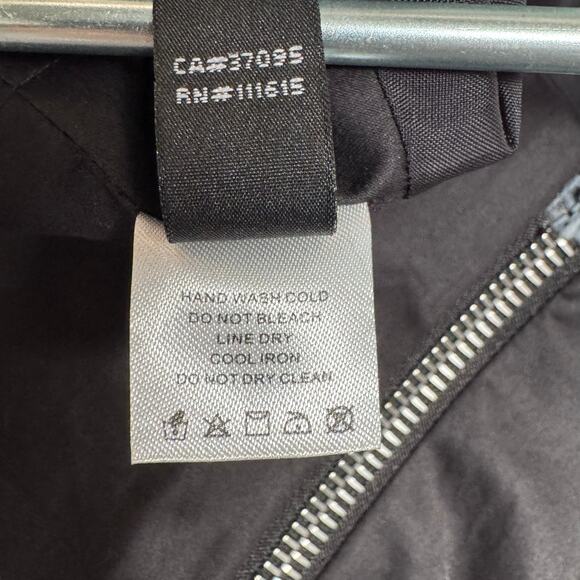 CA#37095
RN#111615
HAND WASH COLD
DO NOT BLEACH
LINE DRY
COOL IRON
DO NOT DRY CLEAN